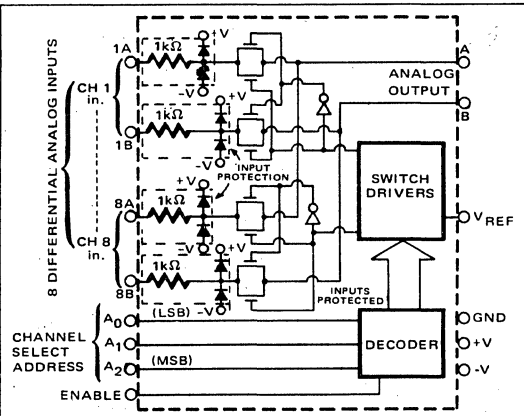 8 DIFFERENTIAL ANALOG INPUTS
1A
CH 1
in.
1B
8A
CH 8
in.
8B
1kΩ
+V
-V
1kΩ
+V
-V
INPUT
PROTECTION
1kΩ
+V
-V
1kΩ
+V
-V
A
ANALOG
OUTPUT
B
SWITCH
DRIVERS
VREF
INPUTS
PROTECTED
CHANNEL
SELECT
ADDRESS
A0
(LSB)
A1
A2
(MSB)
ENABLE
DECODER
GND
+V
-V